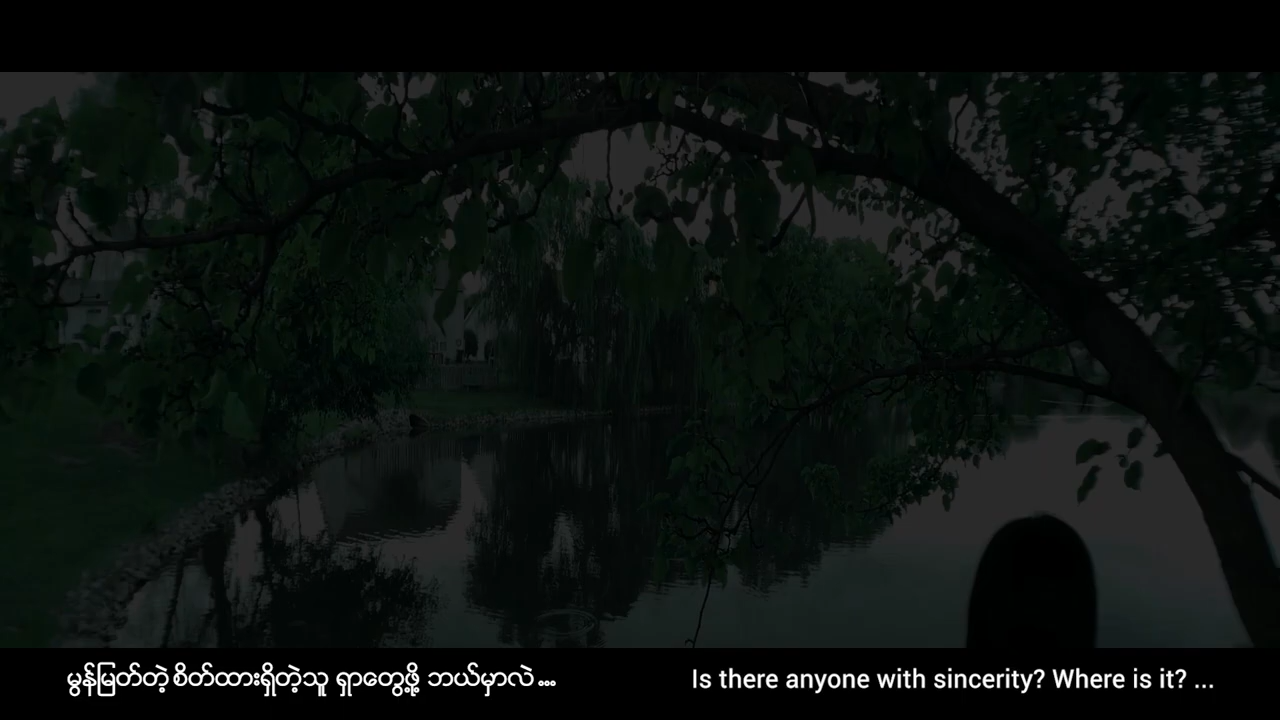 မွန်မြတ်တဲ့စိတ်ထားရှိတဲ့သူ ရှာတွေ့ဖို့ ဘယ်မှာလဲ...
Is there anyone with sincerity? Where is it? ...